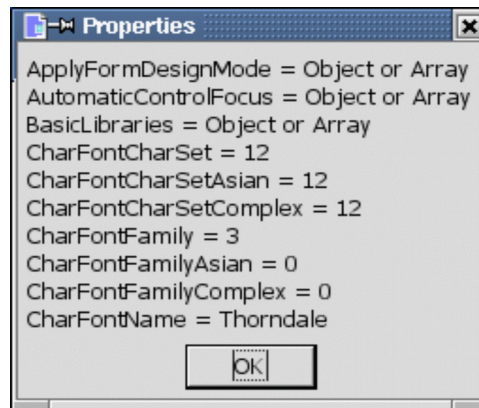 Properties
ApplyFormDesignMode = Object or Array
AutomaticControlFocus = Object or Array
BasicLibraries = Object or Array
CharFontCharSet = 12
CharFontCharSetAsian = 12
CharFontCharSetComplex = 12
CharFontFamily = 3
CharFontFamilyAsian = 0
CharFontFamilyComplex = 0
CharFontName = Thorndale
OK